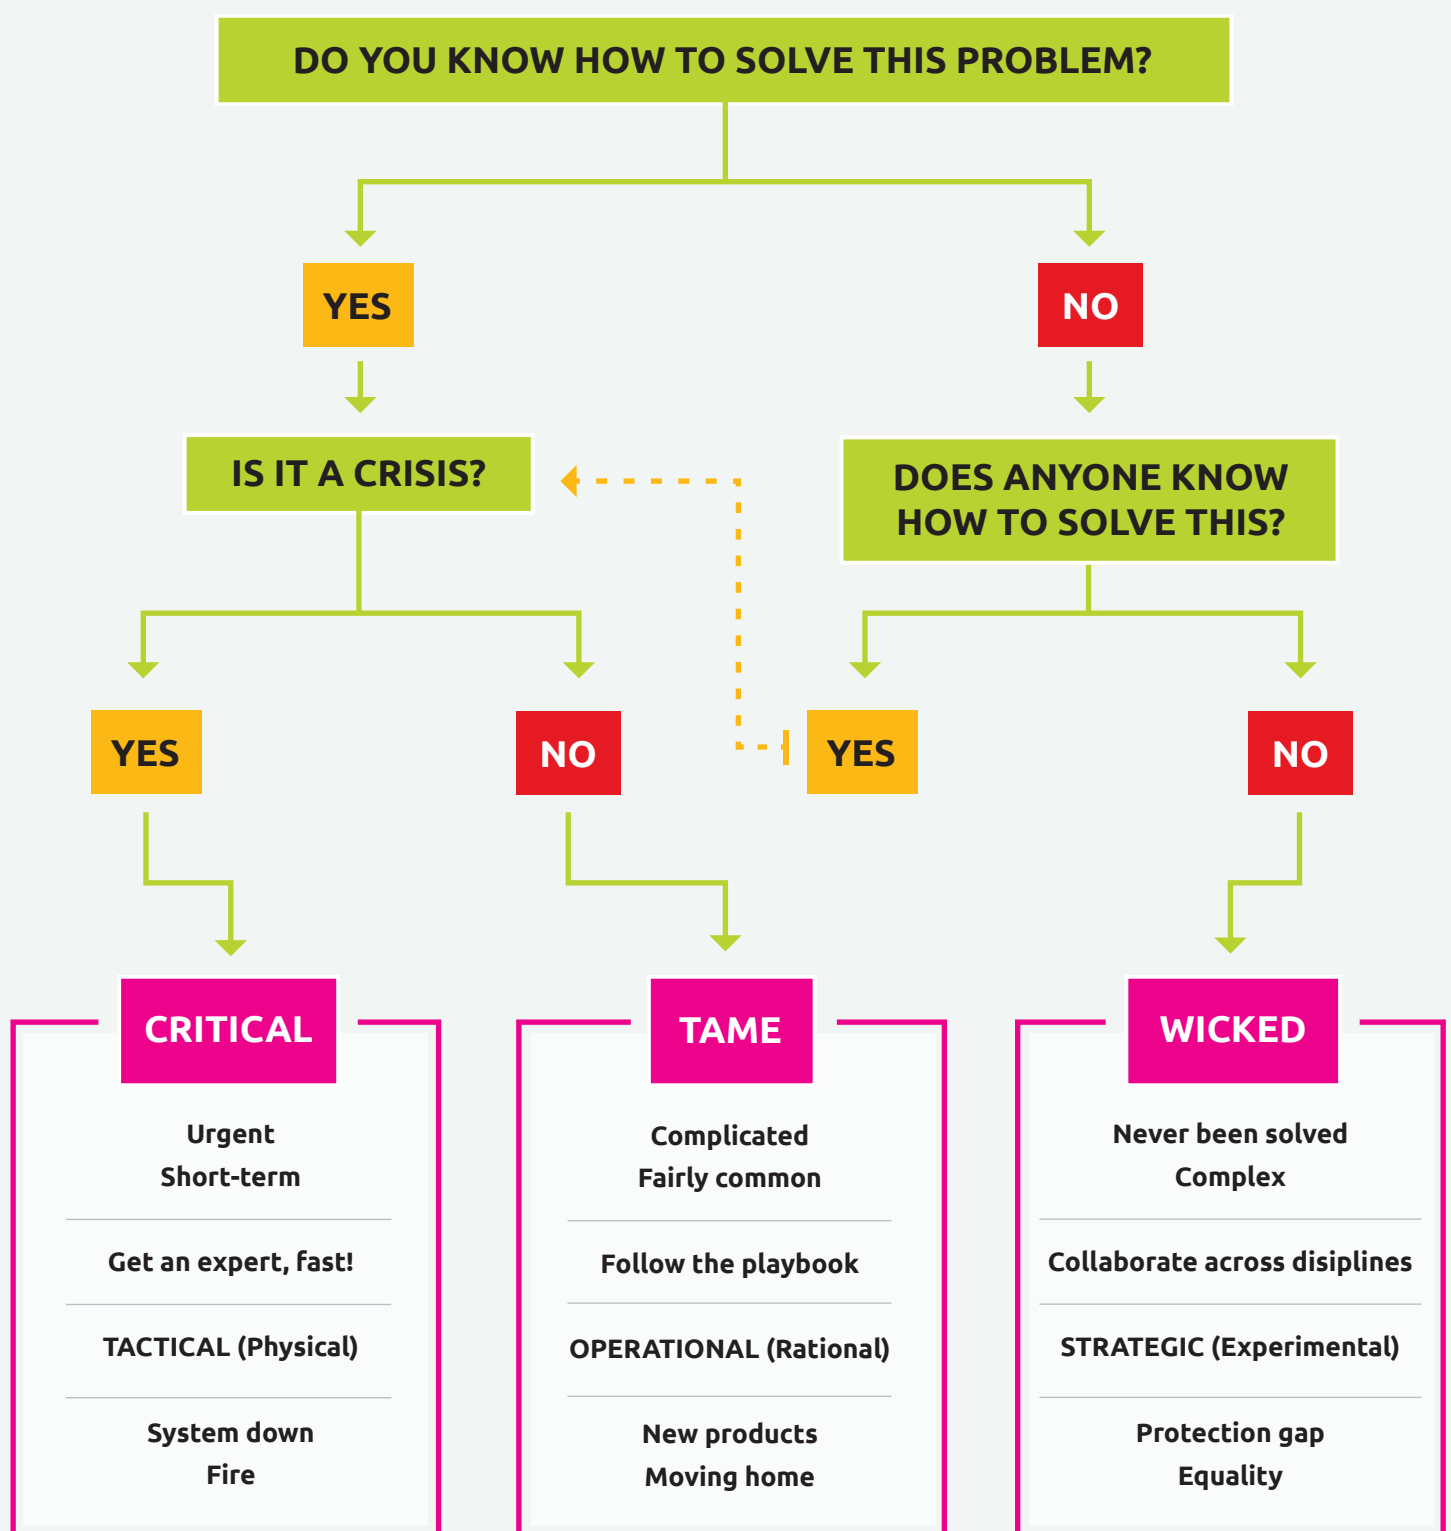 DO YOU KNOW HOW TO SOLVE THIS PROBLEM?
YES
NO
IS IT A CRISIS?
DOES ANYONE KNOW
HOW TO SOLVE THIS?
YES
NO
YES
NO
CRITICAL
Urgent
Short-term
Get an expert, fast!
TACTICAL (Physical)
System down
Fire
TAME
Complicated
Fairly common
Follow the playbook
OPERATIONAL (Rational)
New products
Moving home
WICKED
Never been solved
Complex
Collaborate across disiplines
STRATEGIC (Experimental)
Protection gap
Equality